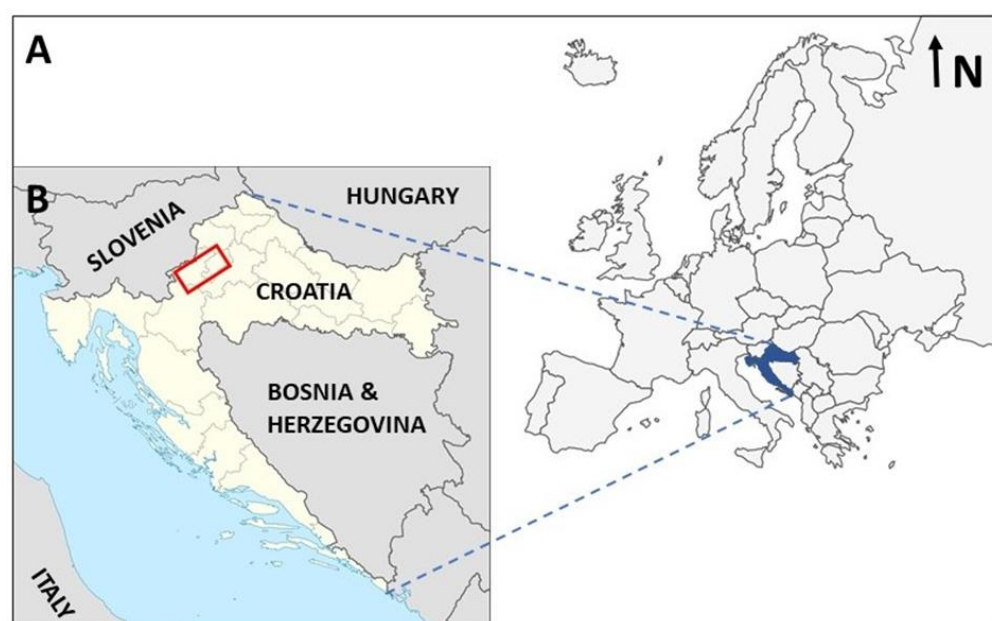 A
N
B
HUNGARY
SLOVENIA
CROATIA
BOSNIA &
HERZEGOVINA
ITALY